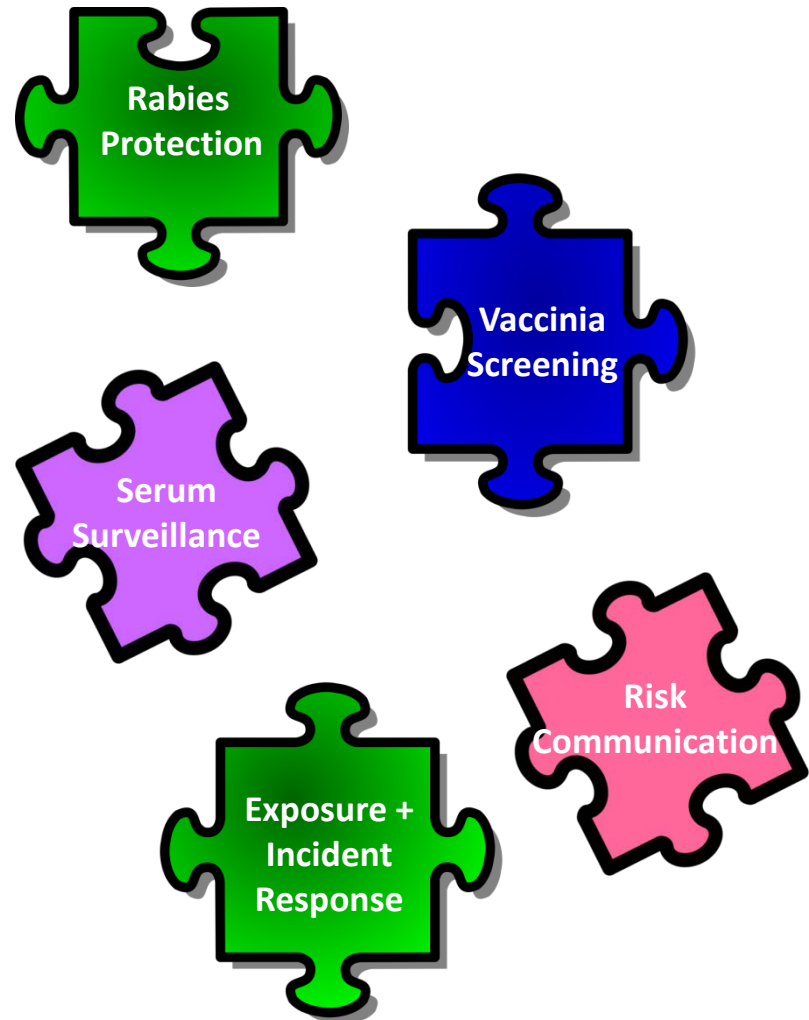 Rabies
Protection
Vaccinia
Screening
Serum
Surveillance
Risk
Communication
Exposure +
Incident
Response